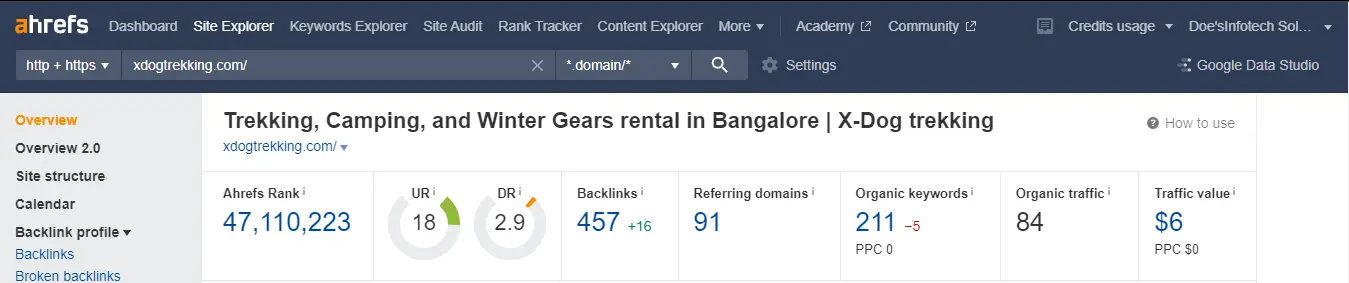 ahrefs Dashboard Site Explorer Keywords Explorer Site Audit Rank Tracker Content Explorer More Academy Community Credits usage Doe'sInfotech Sol...
http + https xdogtrekking.com/ *.domain/* Settings Google Data Studio
Overview
Overview 2.0
Site structure
Calendar
Backlink profile
Backlinks
Broken backlinks
Trekking, Camping, and Winter Gears rental in Bangalore | X-Dog trekking
? How to use
xdogtrekking.com/
Ahrefs Rank i UR i DR i Backlinks i Referring domains i Organic keywords i Organic traffic i Traffic value i
47,110,223 18 2.9 457 +16 91 211 −5 84 $6
PPC 0 PPC $0